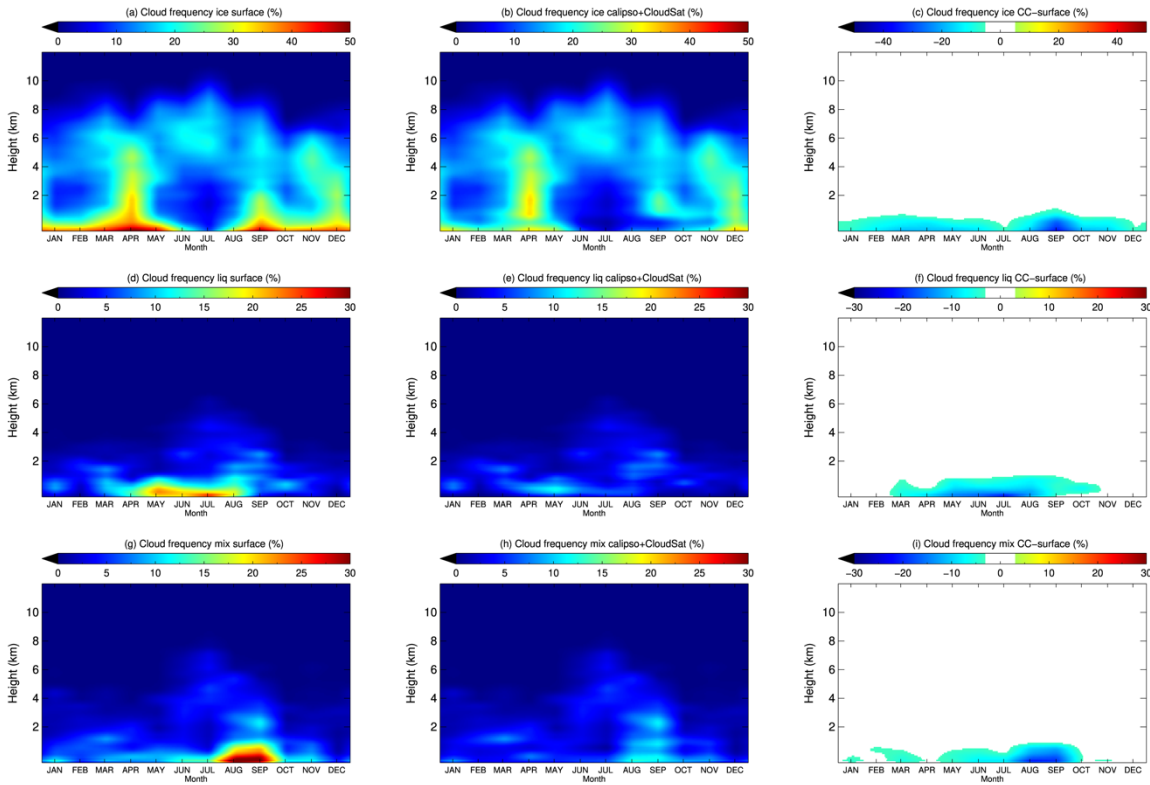 (a) Cloud frequency ice surface (%)
0 10 20 30 40 50
Height (km)
10
8
6
4
2
JAN FEB MAR APR MAY JUN JUL AUG SEP OCT NOV DEC
Month
(b) Cloud frequency ice calipso+CloudSat (%)
0 10 20 30 40 50
Height (km)
10
8
6
4
2
JAN FEB MAR APR MAY JUN JUL AUG SEP OCT NOV DEC
Month
(c) Cloud frequency ice CC−surface (%)
−40 −20 0 20 40
Height (km)
10
8
6
4
2
JAN FEB MAR APR MAY JUN JUL AUG SEP OCT NOV DEC
Month
(d) Cloud frequency liq surface (%)
0 5 10 15 20 25 30
Height (km)
10
8
6
4
2
JAN FEB MAR APR MAY JUN JUL AUG SEP OCT NOV DEC
Month
(e) Cloud frequency liq calipso+CloudSat (%)
0 5 10 15 20 25 30
Height (km)
10
8
6
4
2
JAN FEB MAR APR MAY JUN JUL AUG SEP OCT NOV DEC
Month
(f) Cloud frequency liq CC−surface (%)
−30 −20 −10 0 10 20 30
Height (km)
10
8
6
4
2
JAN FEB MAR APR MAY JUN JUL AUG SEP OCT NOV DEC
Month
(g) Cloud frequency mix surface (%)
0 5 10 15 20 25 30
Height (km)
10
8
6
4
2
JAN FEB MAR APR MAY JUN JUL AUG SEP OCT NOV DEC
Month
(h) Cloud frequency mix calipso+CloudSat (%)
0 5 10 15 20 25 30
Height (km)
10
8
6
4
2
JAN FEB MAR APR MAY JUN JUL AUG SEP OCT NOV DEC
Month
(i) Cloud frequency mix CC−surface (%)
−30 −20 −10 0 10 20 30
Height (km)
10
8
6
4
2
JAN FEB MAR APR MAY JUN JUL AUG SEP OCT NOV DEC
Month